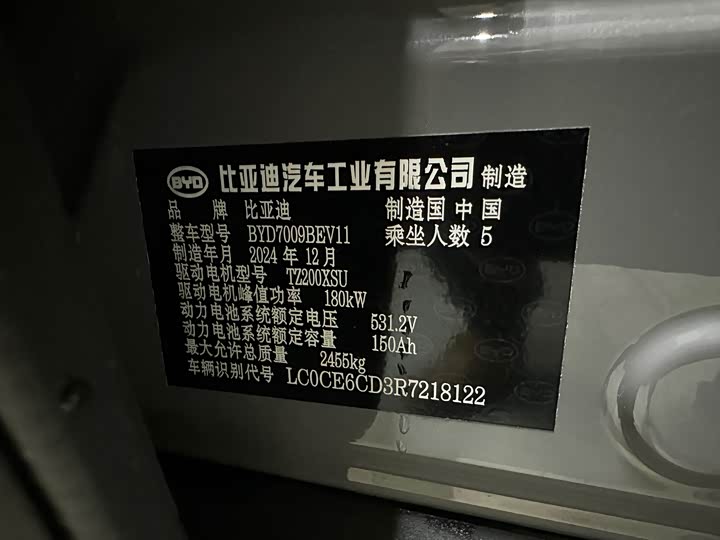 BYD 比亚迪汽车工业有限公司 制造
品 牌 比亚迪 制造国 中国
整车型号 BYD7009BEV11 乘坐人数 5
制造年月 2024 年 12 月
驱动电机型号 TZ200XSU
驱动电机峰值功率 180kW
动力电池系统额定电压 531.2V
动力电池系统额定容量 150Ah
最大允许总质量 2455kg
车辆识别代号 LC0CE6CD3R7218122